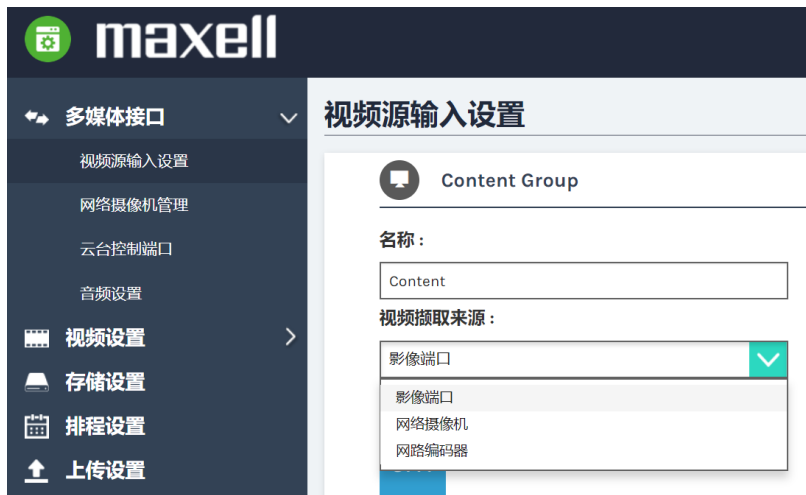 maxell
多媒体接口
视频源输入设置
网络摄像机管理
云台控制端口
音频设置
视频设置
存储设置
排程设置
上传设置
视频源输入设置
Content Group
名称：
Content
视频撷取来源：
影像端口
影像端口
网络摄像机
网路编码器